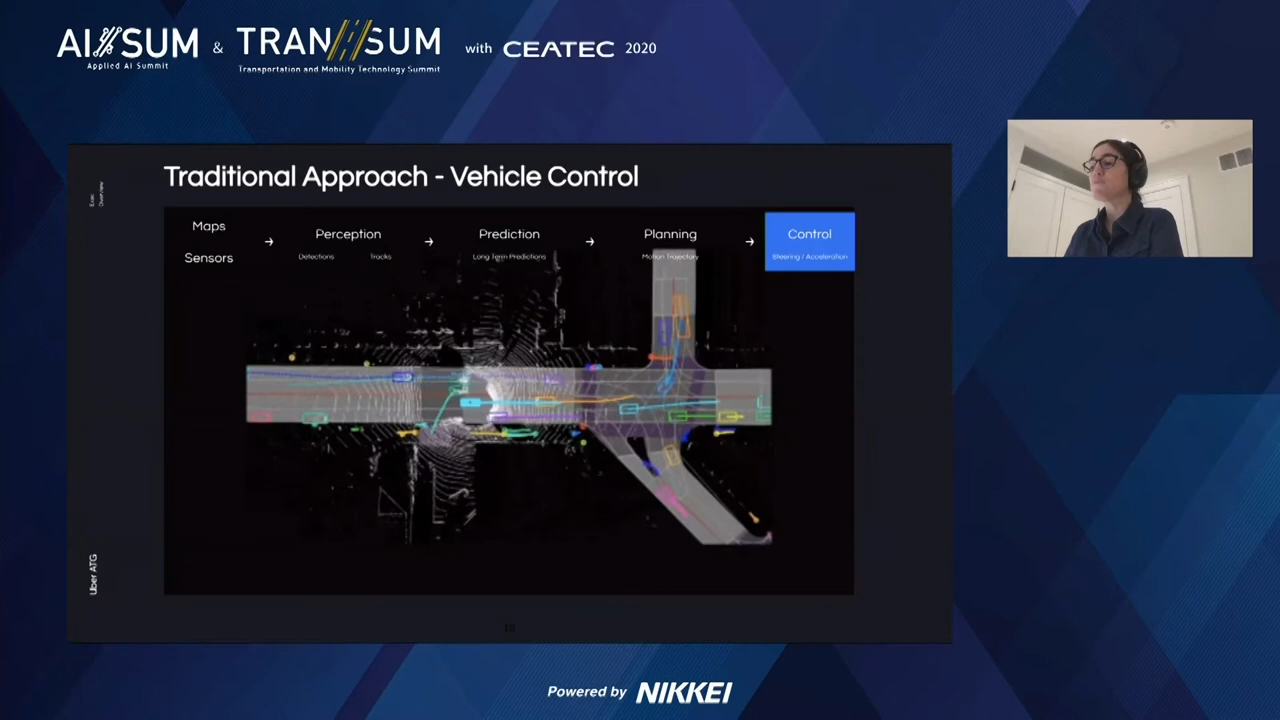 AI SUM & TRAN SUM with CEATEC 2020
Applied AI Summit
Transportation and Mobility Technology Summit
Traditional Approach - Vehicle Control
Exec
Overview
Maps
Sensors
→ Perception → Prediction → Planning → Control
Detections Tracks Long Term Predictions Motion Trajectory Steering / Acceleration
Uber ATG
Powered by NIKKEI